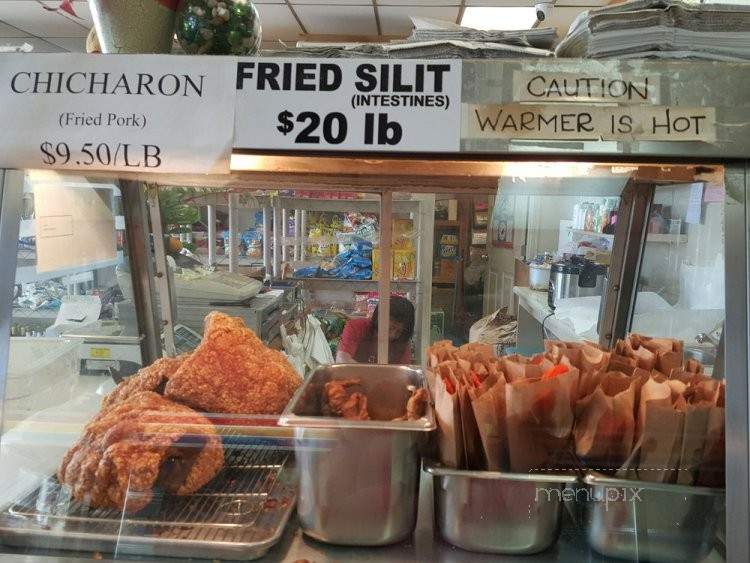 CHICHARON
(Fried Pork)
$9.50/LB
FRIED SILIT
(INTESTINES)
$20 lb
CAUTION
WARMER IS HOT
menupix